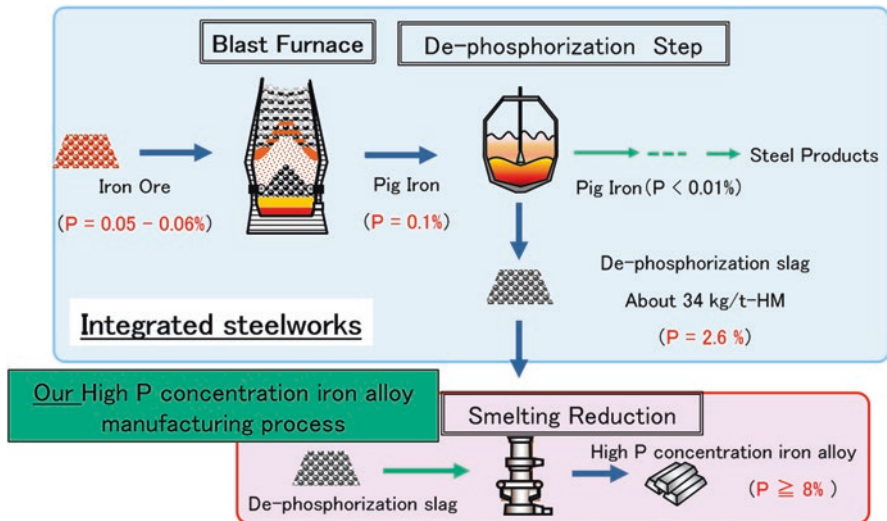 Blast Furnace
De-phosphorization Step
Iron Ore
(P = 0.05 – 0.06%)
Pig Iron
(P = 0.1%)
Steel Products
Pig Iron (P < 0.01%)
De-phosphorization slag
About 34 kg/t-HM
(P = 2.6 %)
Integrated steelworks
Our High P concentration iron alloy
manufacturing process
Smelting Reduction
De-phosphorization slag
High P concentration iron alloy
(P ≧ 8% )